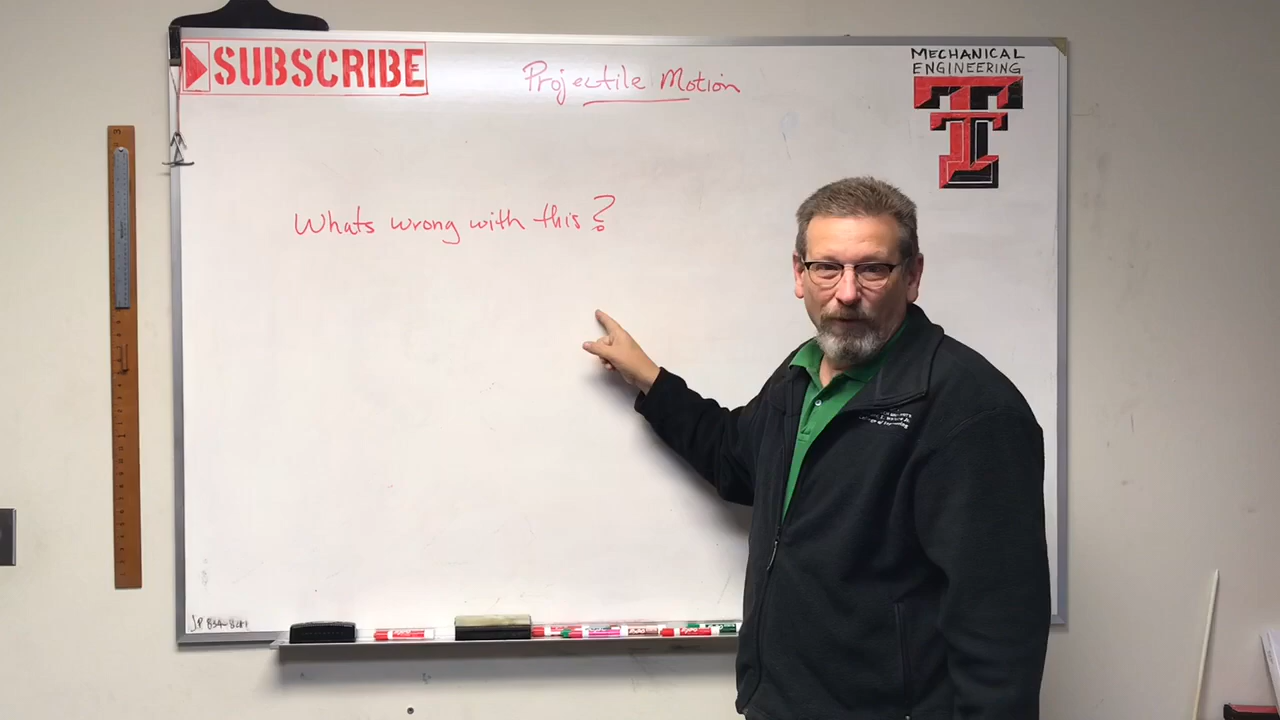 SUBSCRIBE
Projectile Motion
MECHANICAL
ENGINEERING
Whats wrong with this?